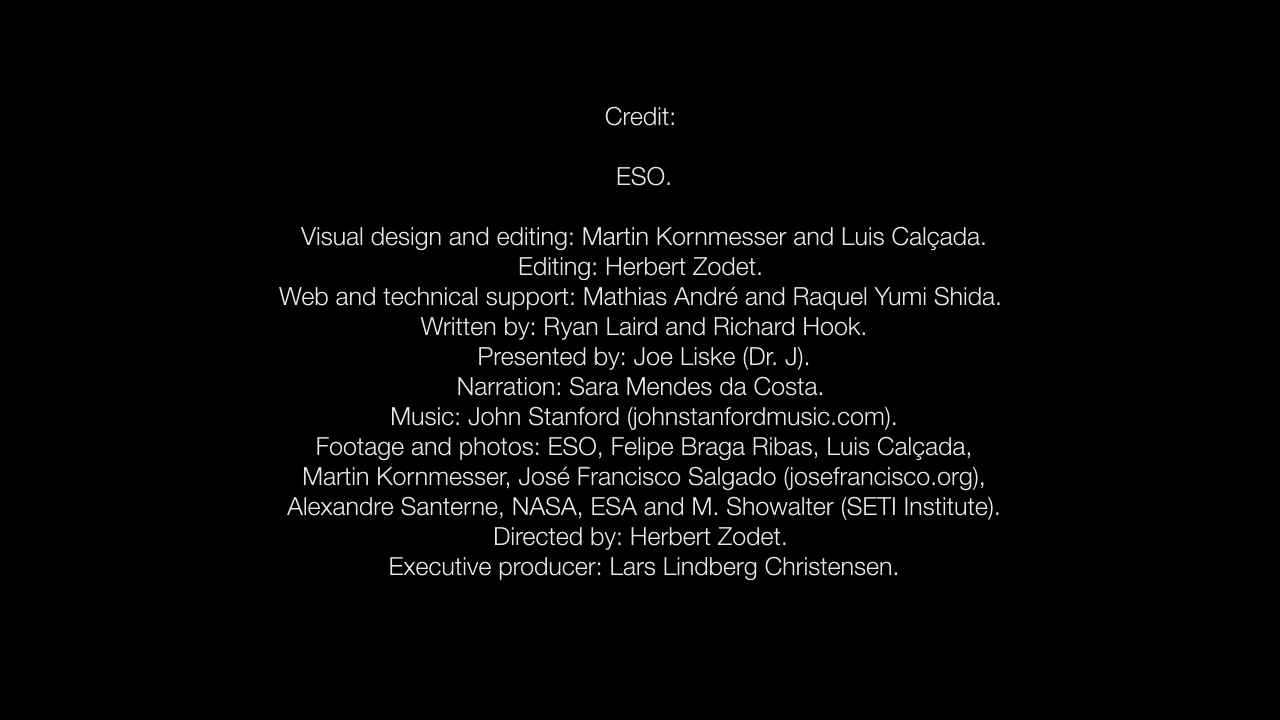 Credit:
ESO.
Visual design and editing: Martin Kornmesser and Luis Calçada.
Editing: Herbert Zodet.
Web and technical support: Mathias André and Raquel Yumi Shida.
Written by: Ryan Laird and Richard Hook.
Presented by: Joe Liske (Dr. J).
Narration: Sara Mendes da Costa.
Music: John Stanford (johnstanfordmusic.com).
Footage and photos: ESO, Felipe Braga Ribas, Luis Calçada,
Martin Kornmesser, José Francisco Salgado (josefrancisco.org),
Alexandre Santerne, NASA, ESA and M. Showalter (SETI Institute).
Directed by: Herbert Zodet.
Executive producer: Lars Lindberg Christensen.